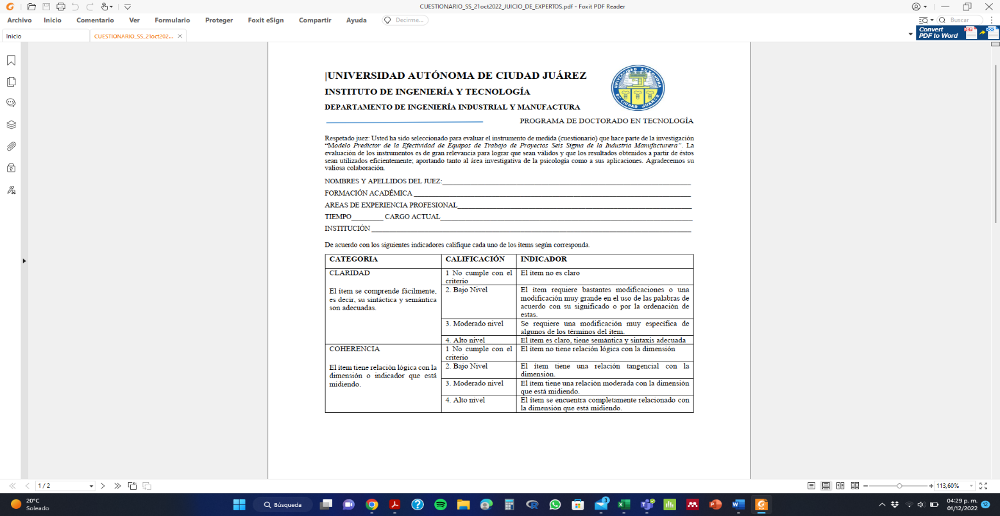 CUESTIONARIO_SS_21oct2022_JUICIO_DE_EXPERTOS.pdf - Foxit PDF Reader
Archivo Inicio Comentario Ver Formulario Proteger Foxit eSign Compartir Ayuda Decirme... Buscar
Inicio CUESTIONARIO_SS_21oct202...
Convert
PDF to Word
UNIVERSIDAD AUTÓNOMA DE CIUDAD JUÁREZ
INSTITUTO DE INGENIERÍA Y TECNOLOGÍA
DEPARTAMENTO DE INGENIERÍA INDUSTRIAL Y MANUFACTURA
UNIVERSIDAD AUTONOMA DE CIUDAD JUAREZ
PROGRAMA DE DOCTORADO EN TECNOLOGÍA
Respetado juez: Usted ha sido seleccionado para evaluar el instrumento de medida (cuestionario) que hace parte de la investigación
“Modelo Predictor de la Efectividad de Equipos de Trabajo de Proyectos Seis Sigma de la Industria Manufacturera”. La
evaluación de los instrumentos es de gran relevancia para lograr que sean válidos y que los resultados obtenidos a partir de éstos
sean utilizados eficientemente; aportando tanto al área investigativa de la psicología como a sus aplicaciones. Agradecemos su
valiosa colaboración.
NOMBRES Y APELLIDOS DEL JUEZ:
FORMACIÓN ACADÉMICA
AREAS DE EXPERIENCIA PROFESIONAL
TIEMPO_________ CARGO ACTUAL
INSTITUCIÓN
De acuerdo con los siguientes indicadores califique cada uno de los ítems según corresponda.
CATEGORIA CALIFICACIÓN INDICADOR
CLARIDAD
El ítem se comprende fácilmente,
es decir, su sintáctica y semántica
son adecuadas.
1 No cumple con el
criterio
El ítem no es claro
2. Bajo Nivel
El ítem requiere bastantes modificaciones o una
modificación muy grande en el uso de las palabras de
acuerdo con su significado o por la ordenación de
estas.
3. Moderado nivel
Se requiere una modificación muy específica de
algunos de los términos del ítem.
4. Alto nivel
El ítem es claro, tiene semántica y sintaxis adecuada
COHERENCIA
El ítem tiene relación lógica con la
dimensión o indicador que está
midiendo.
1 No cumple con el
criterio
El ítem no tiene relación lógica con la dimensión
2. Bajo Nivel
El ítem tiene una relación tangencial con la
dimensión.
3. Moderado nivel
El ítem tiene una relación moderada con la dimensión
que está midiendo.
4. Alto nivel
El ítem se encuentra completamente relacionado con
la dimensión que está midiendo.
1 / 2
113,60%
20°C
Soleado
Búsqueda
3
04:29 p. m.
01/12/2022
12